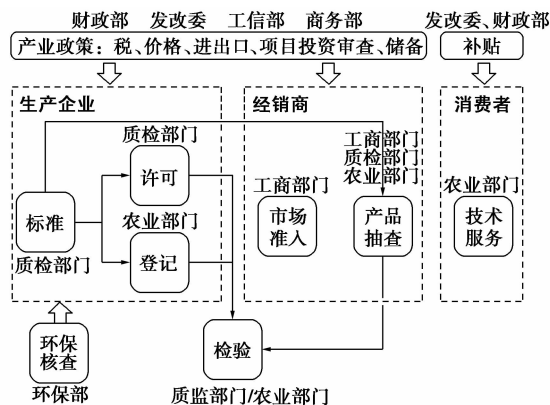 财政部 发改委 工信部 商务部 发改委、财政部
产业政策：税、价格、进出口、项目投资审查、储备
补贴
生产企业
经销商
消费者
质检部门
许可
工商部门
质检部门
农业部门
标准
质检部门
农业部门
登记
工商部门
市场
准入
产品
抽查
农业部门
技术
服务
环保
核查
环保部
检验
质监部门/农业部门